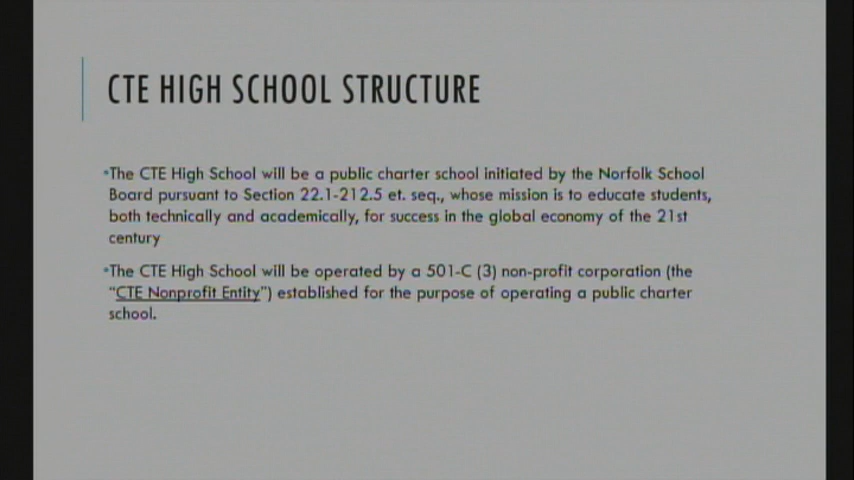 CTE HIGH SCHOOL STRUCTURE
•The CTE High School will be a public charter school initiated by the Norfolk School
Board pursuant to Section 22.1-212.5 et. seq., whose mission is to educate students,
both technically and academically, for success in the global economy of the 21st
century
•The CTE High School will be operated by a 501-C (3) non-profit corporation (the
"CTE Nonprofit Entity") established for the purpose of operating a public charter
school.